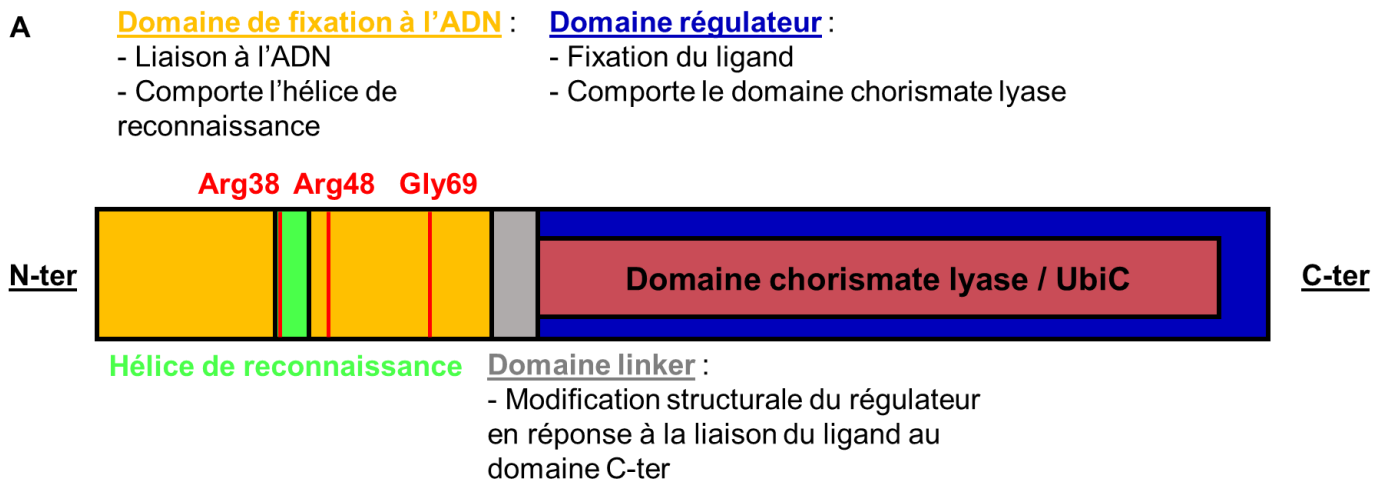 A
Domaine de fixation à l’ADN :
- Liaison à l’ADN
- Comporte l’hélice de
reconnaissance
Domaine régulateur :
- Fixation du ligand
- Comporte le domaine chorismate lyase
Arg38 Arg48 Gly69
N-ter
Domaine chorismate lyase / UbiC
C-ter
Hélice de reconnaissance
Domaine linker :
- Modification structurale du régulateur
en réponse à la liaison du ligand au
domaine C-ter